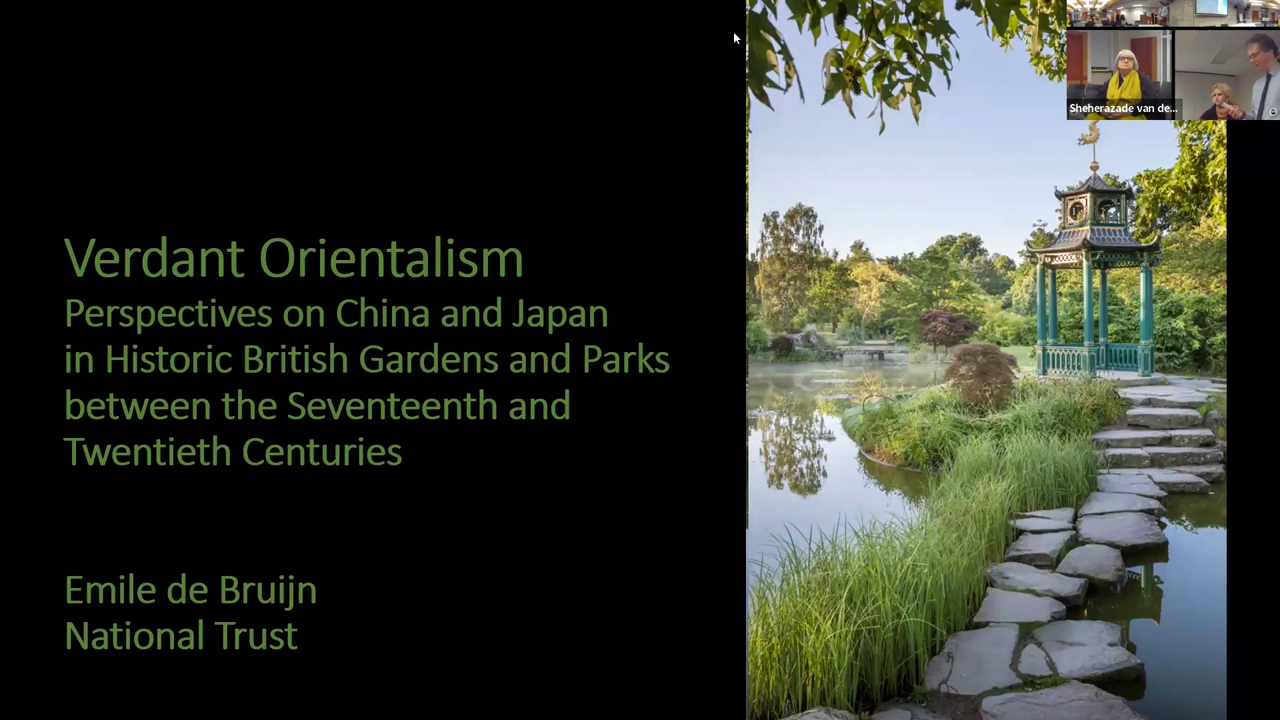 Verdant Orientalism
Perspectives on China and Japan
in Historic British Gardens and Parks
between the Seventeenth and
Twentieth Centuries
Emile de Bruijn
National Trust
Sheherazade van de...